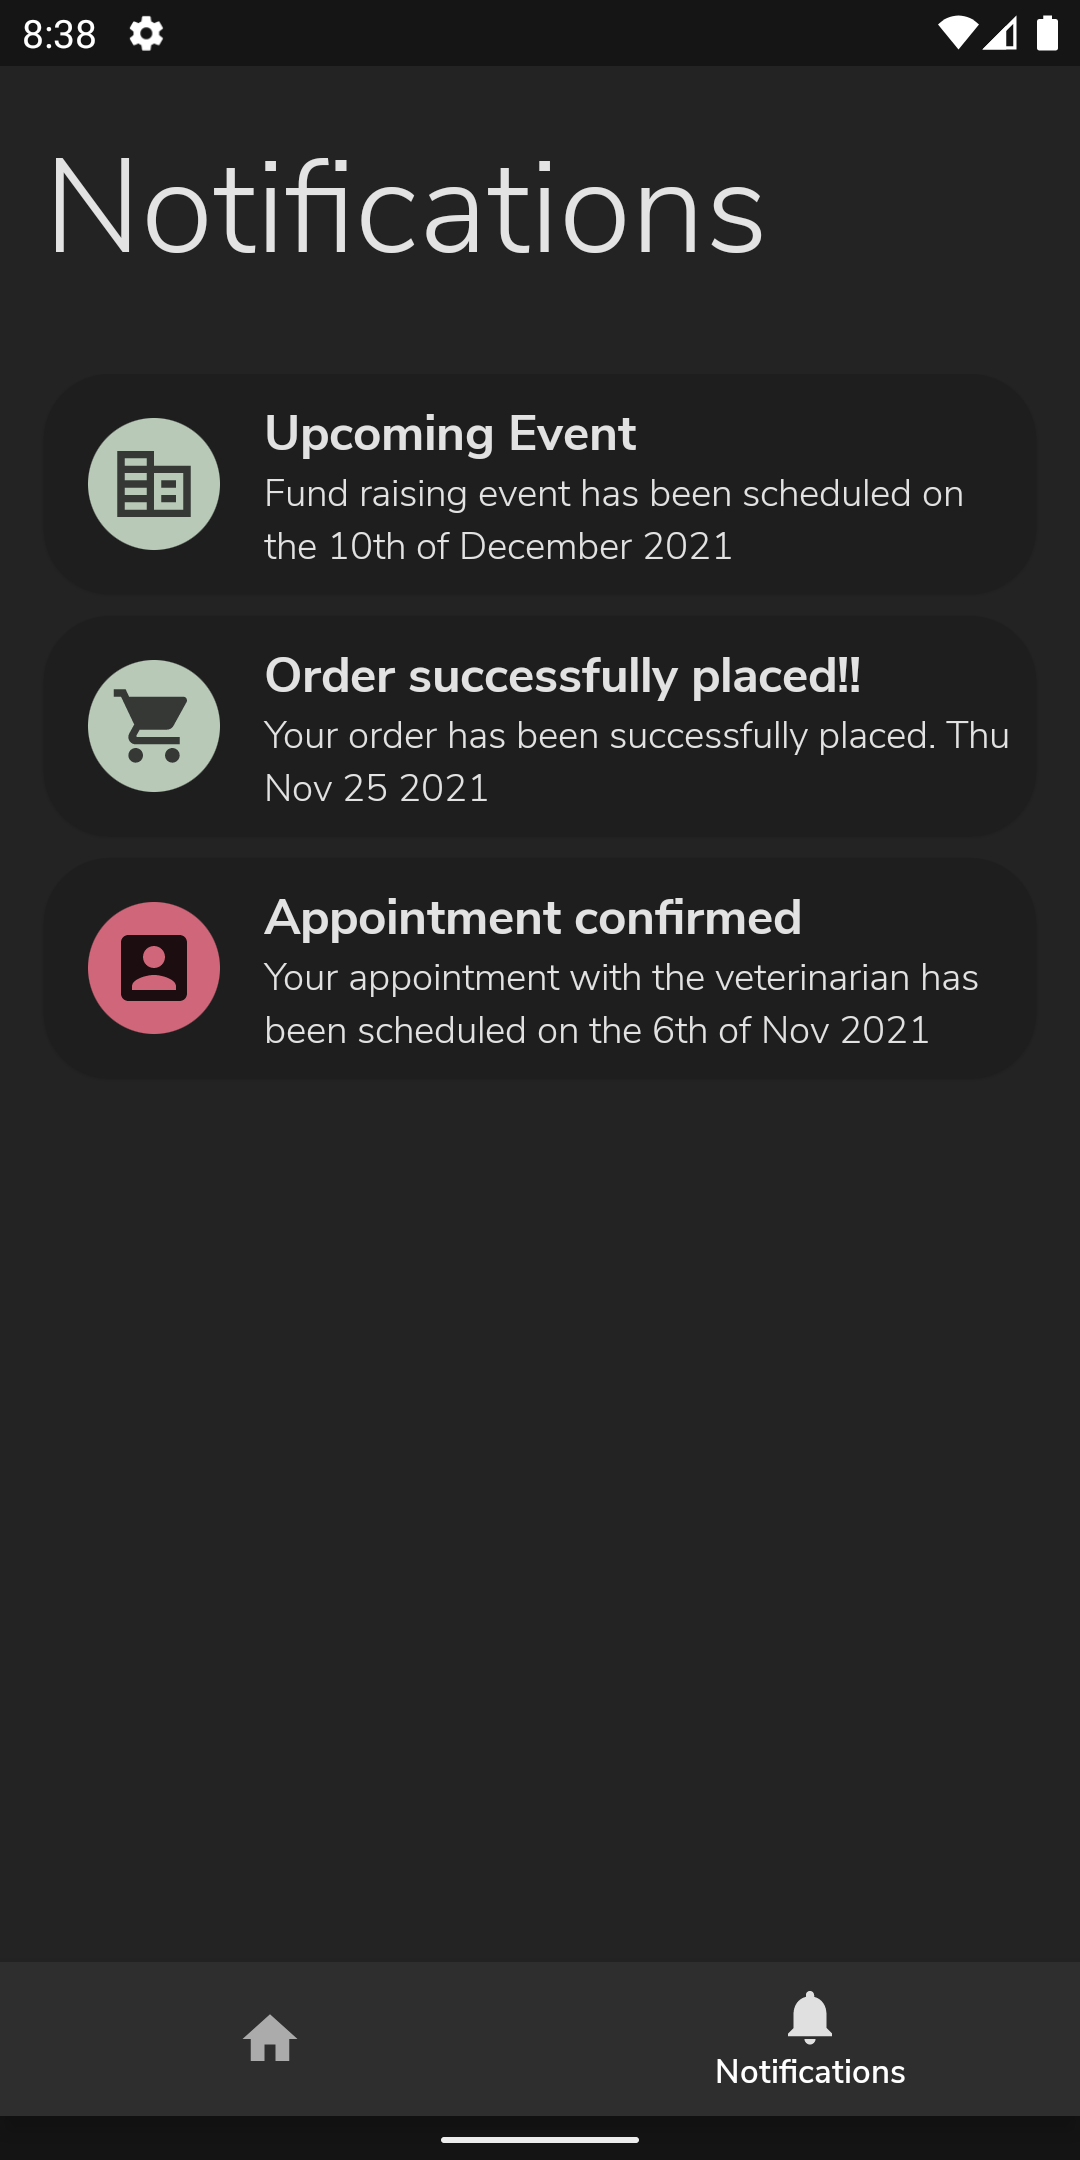 8:38
Notifications
Upcoming Event
Fund raising event has been scheduled on
the 10th of December 2021
Order successfully placed!!
Your order has been successfully placed. Thu
Nov 25 2021
Appointment confirmed
Your appointment with the veterinarian has
been scheduled on the 6th of Nov 2021
Notifications